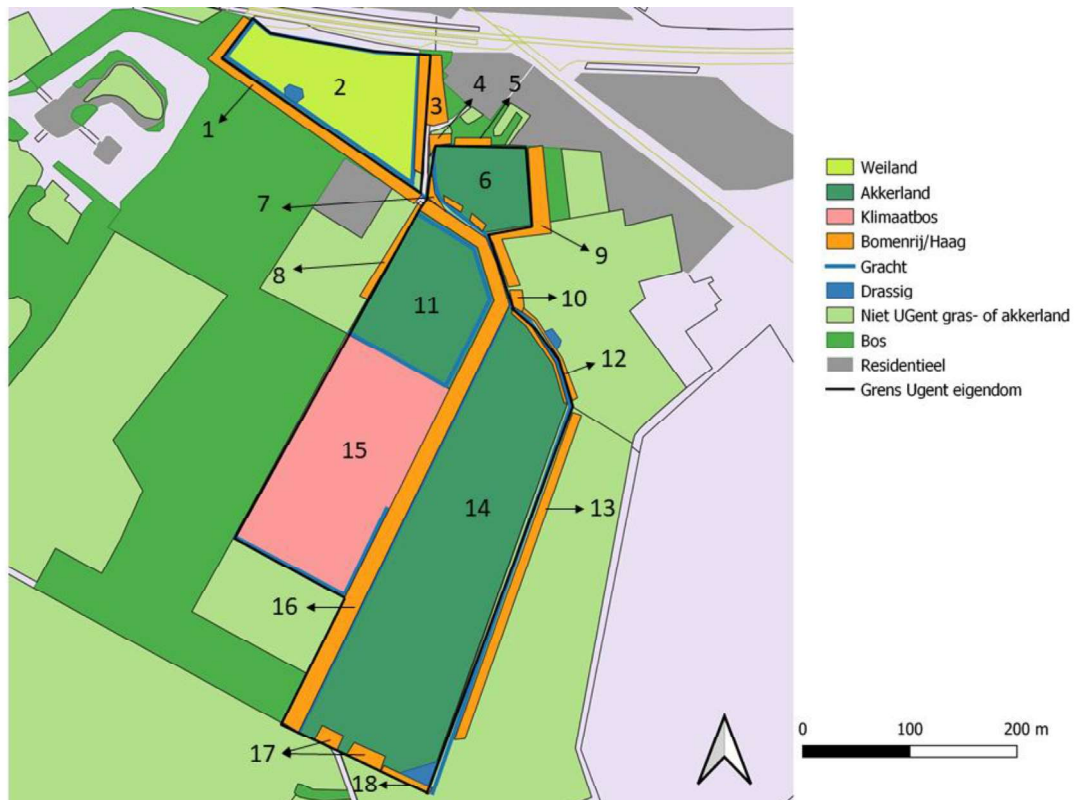 2
4
5
3
1
6
7
9
8
10
11
12
15
14
13
16
17
18
Weiland
Akkerland
Klimaatbos
Bomenrij/Haag
Gracht
Drassig
Niet UGent gras- of akkerland
Bos
Residentieel
Grens Ugent eigendom
0 100 200 m